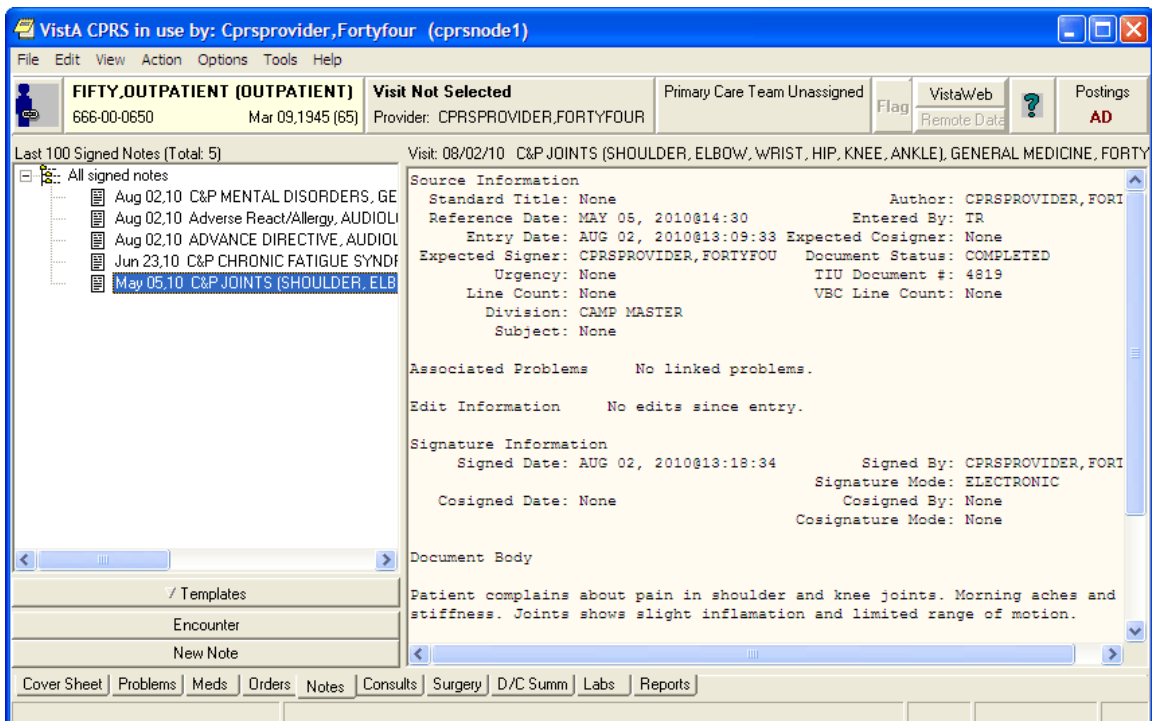 VistA CPRS in use by: Cprsprovider,Fortyfour (cprsnode1)
File Edit View Action Options Tools Help
FIFTY,OUTPATIENT (OUTPATIENT)
666-00-0650 Mar 09,1945 (65)
Visit Not Selected
Provider: CPRSPROVIDER,FORTYFOUR
Primary Care Team Unassigned
Flag
VistaWeb
Remote Data
?
Postings
AD
Last 100 Signed Notes (Total: 5)
All signed notes
Aug 02,10 C&P MENTAL DISORDERS, GE
Aug 02,10 Adverse React/Allergy, AUDIOL
Aug 02,10 ADVANCE DIRECTIVE, AUDIOL
Jun 23,10 C&P CHRONIC FATIGUE SYNDF
May 05,10 C&P JOINTS (SHOULDER, ELB
Templates
Encounter
New Note
Visit: 08/02/10 C&P JOINTS (SHOULDER, ELBOW, WRIST, HIP, KNEE, ANKLE), GENERAL MEDICINE, FORTY
Source Information
Standard Title: None Author: CPRSPROVIDER,FORT
Reference Date: MAY 05, 2010@14:30 Entered By: TR
Entry Date: AUG 02, 2010@13:09:33 Expected Cosigner: None
Expected Signer: CPRSPROVIDER,FORTYFOU Document Status: COMPLETED
Urgency: None TIU Document #: 4819
Line Count: None VBC Line Count: None
Division: CAMP MASTER
Subject: None
Associated Problems No linked problems.
Edit Information No edits since entry.
Signature Information
Signed Date: AUG 02, 2010@13:18:34 Signed By: CPRSPROVIDER,FORT
Signature Mode: ELECTRONIC
Cosigned Date: None Cosigned By: None
Cosignature Mode: None
Document Body
Patient complains about pain in shoulder and knee joints. Morning aches and
stiffness. Joints shows slight inflamation and limited range of motion.
Cover Sheet Problems Meds Orders Notes Consults Surgery D/C Summ Labs Reports